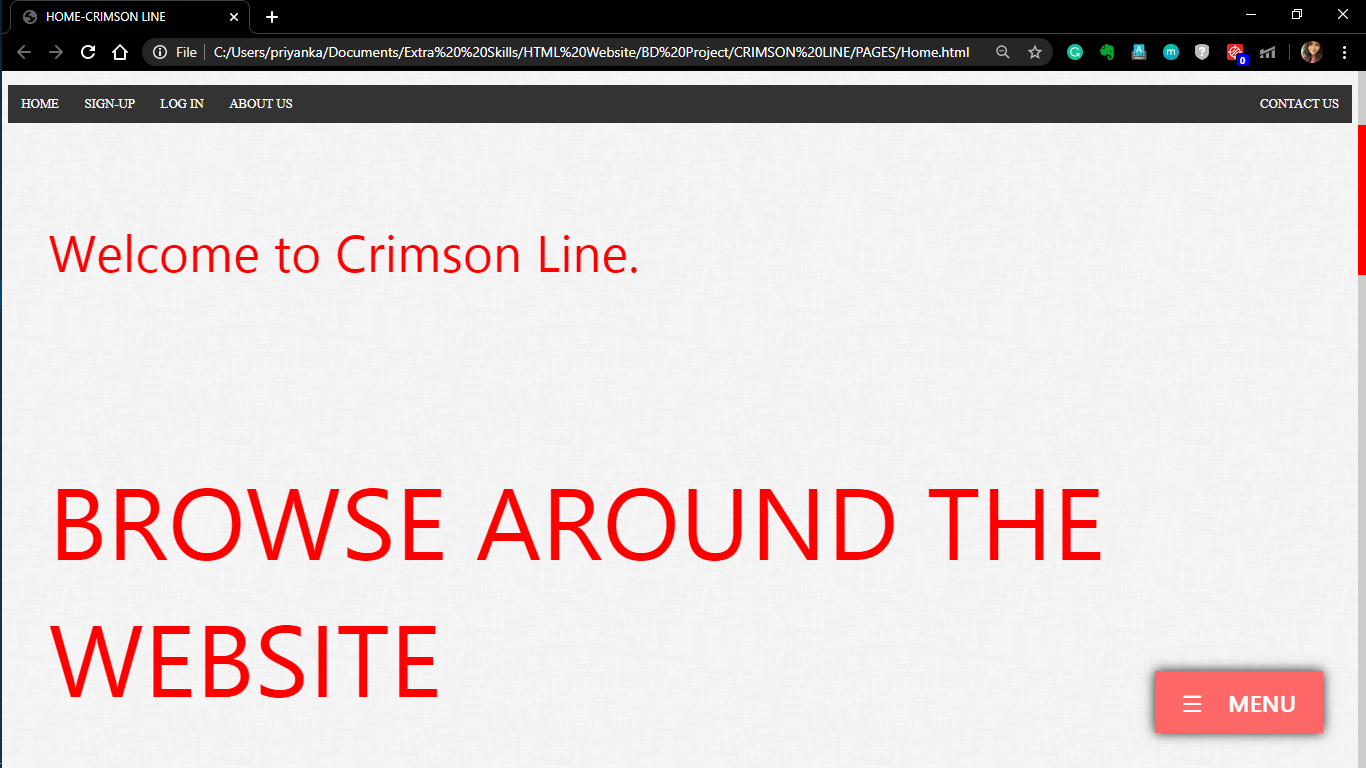 HOME-CRIMSON LINE
File C:/Users/priyanka/Documents/Extra%20%20Skills/HTML%20Website/BD%20Project/CRIMSON%20LINE/PAGES/Home.html
0
HOME SIGN-UP LOG IN ABOUT US CONTACT US
Welcome to Crimson Line.
BROWSE AROUND THE
WEBSITE
☰ MENU